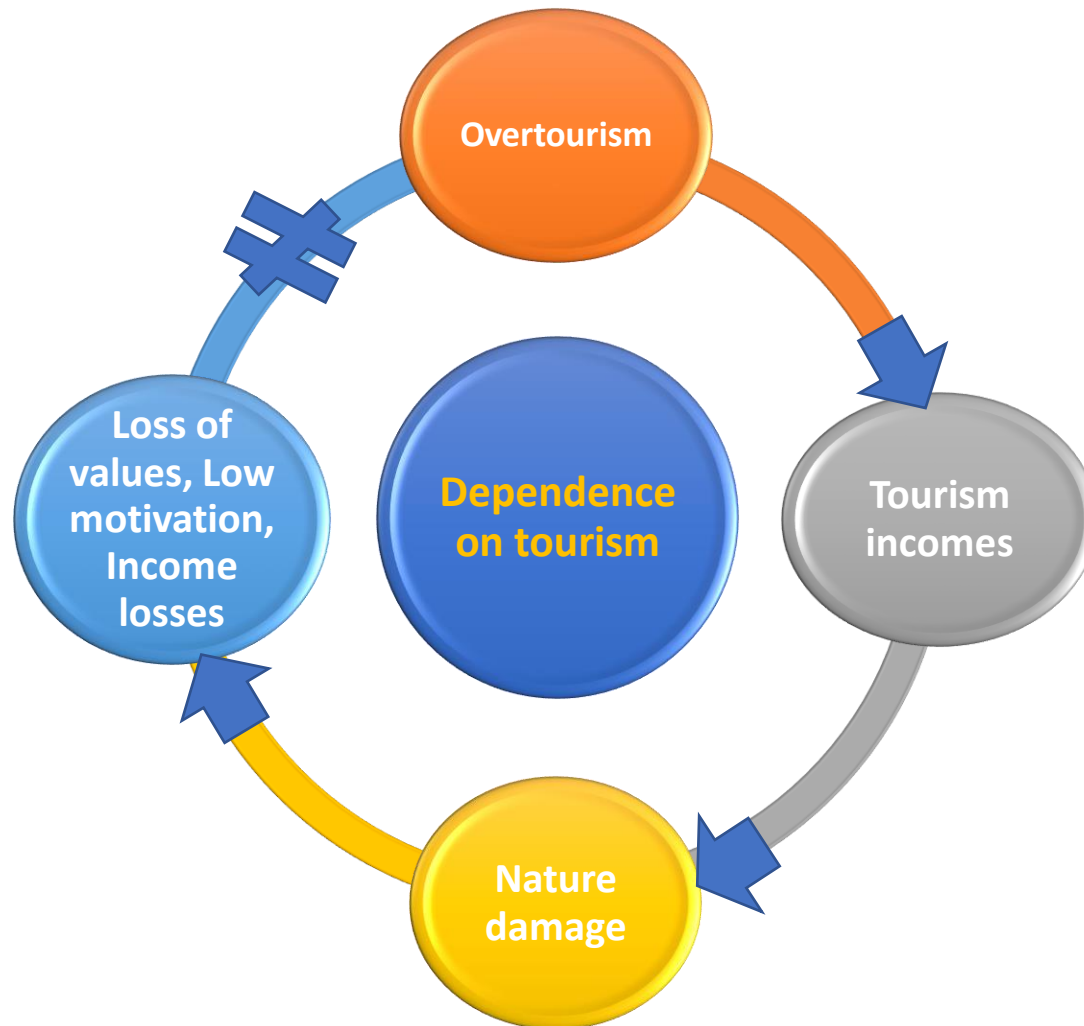 Overtourism
Tourism
incomes
Nature
damage
Loss of
values, Low
motivation,
Income
losses
Dependence
on tourism